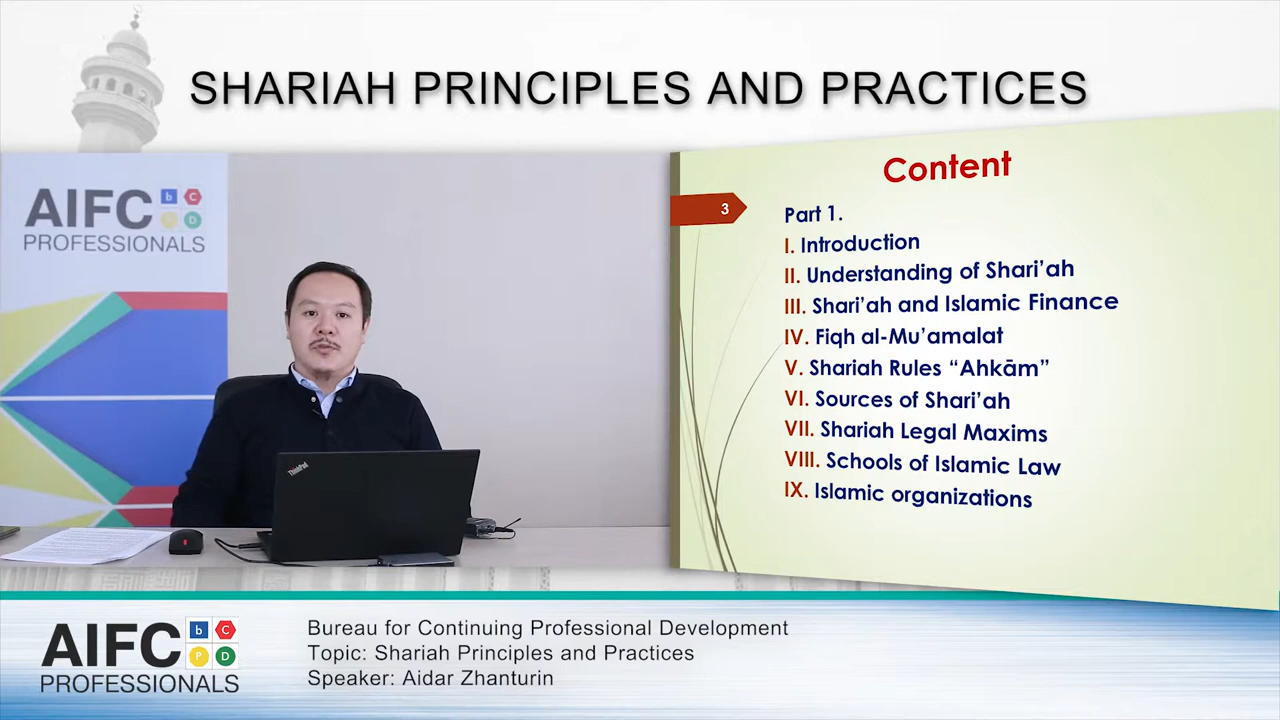 SHARIAH PRINCIPLES AND PRACTICES
AIFC b C P D
PROFESSIONALS
ThinkPad
Content
3
Part 1.
I. Introduction
II. Understanding of Shari’ah
III. Shari’ah and Islamic Finance
IV. Fiqh al-Mu’amalat
V. Shariah Rules “Ahkām”
VI. Sources of Shari’ah
VII. Shariah Legal Maxims
VIII. Schools of Islamic Law
IX. Islamic organizations
AIFC b C P D
PROFESSIONALS
Bureau for Continuing Professional Development
Topic: Shariah Principles and Practices
Speaker: Aidar Zhanturin